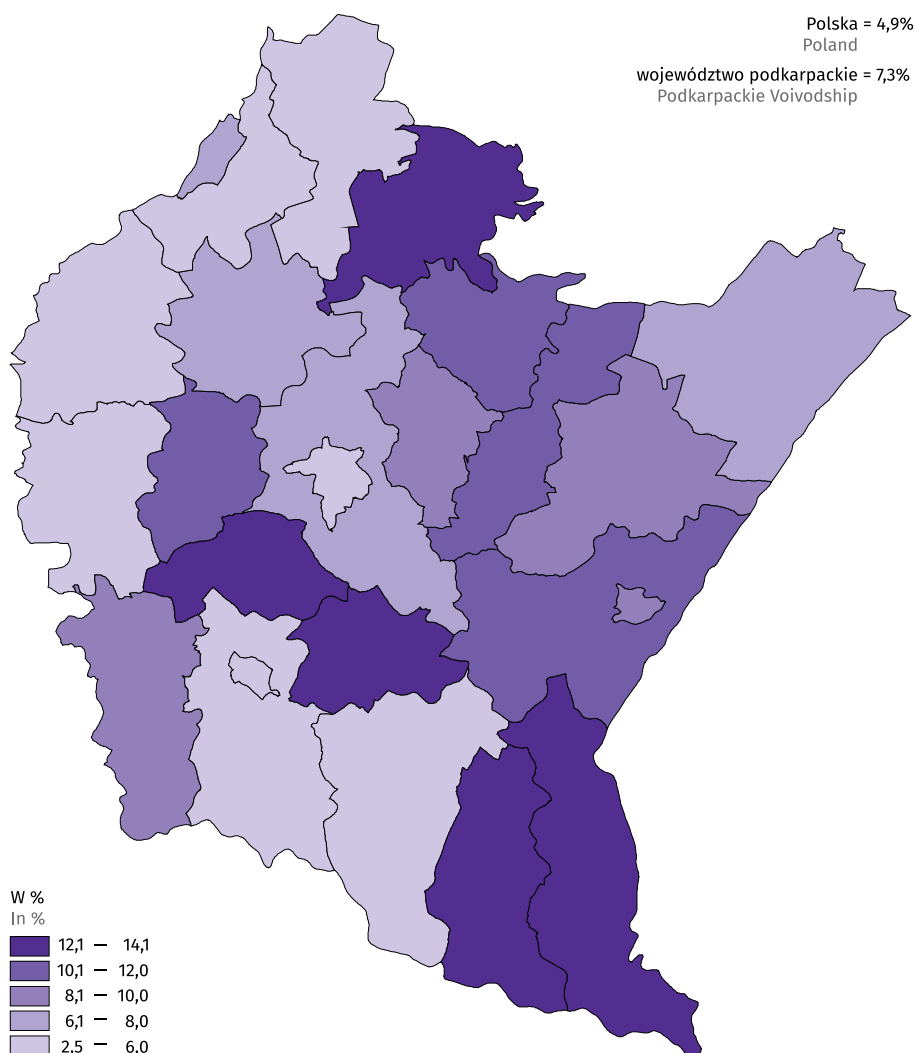 Polska = 4,9%
Poland
województwo podkarpackie = 7,3%
Podkarpackie Voivodship
W %
In %
12,1 – 14,1
10,1 – 12,0
8,1 – 10,0
6,1 – 8,0
2,5 – 6,0